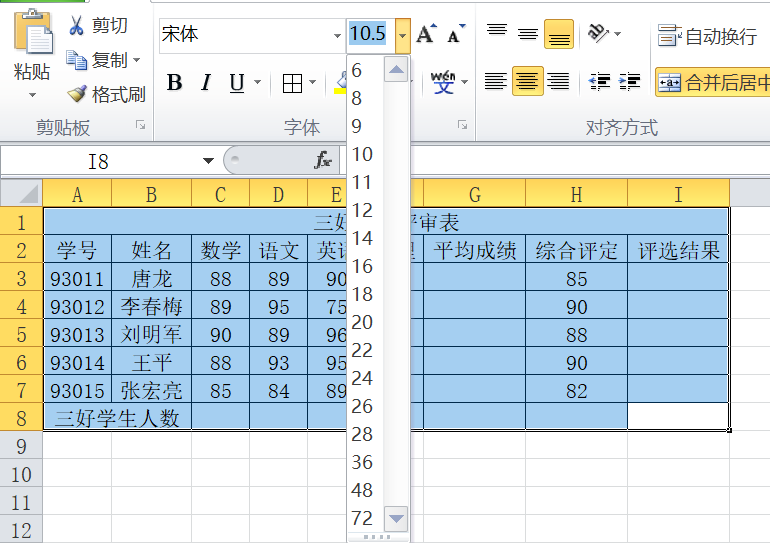 剪切
宋体 10.5 A A 自动换行
粘贴 复制
B I U wén 文 合并后居中
格式刷
剪贴板 字体 对齐方式
I8 fx
A B C D E G H I
1 三好 评审表
2 学号 姓名 数学 语文 英语 平均成绩 综合评定 评选结果
3 93011 唐龙 88 89 90 85
4 93012 李春梅 89 95 75 90
5 93013 刘明军 90 89 96 88
6 93014 王平 88 93 95 90
7 93015 张宏亮 85 84 89 82
8 三好学生人数
9
10
11
12
6
8
9
10
11
12
14
16
18
20
22
24
26
28
36
48
72